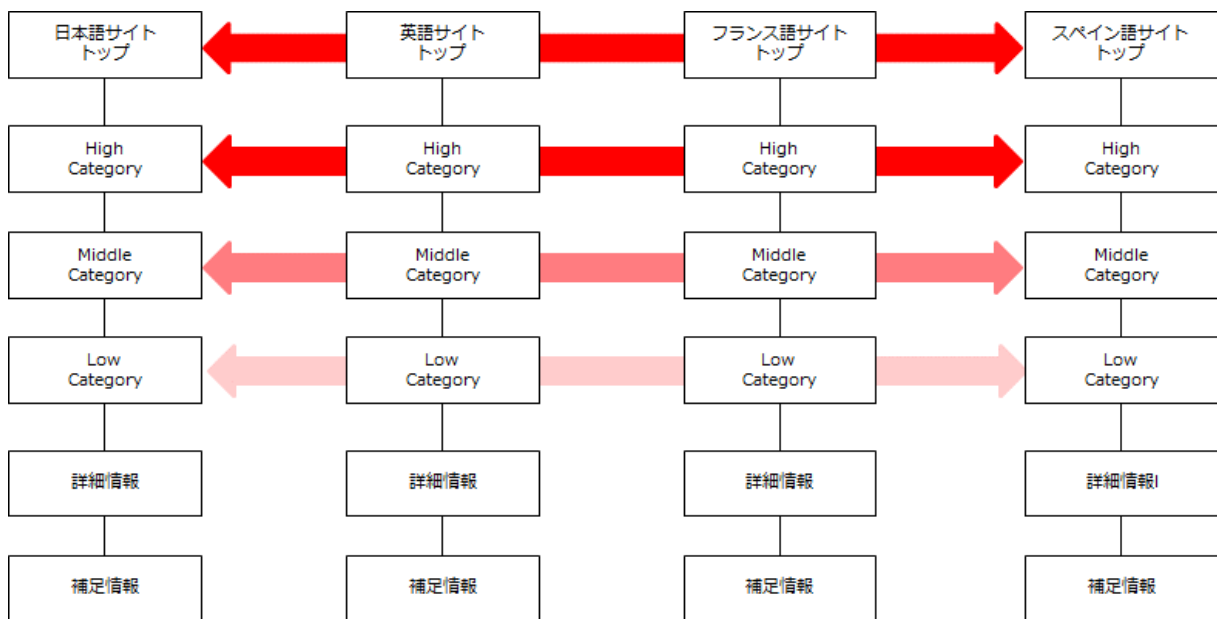 日本語サイト
トップ
英語サイト
トップ
フランス語サイト
トップ
スペイン語サイト
トップ
High
Category
High
Category
High
Category
High
Category
Middle
Category
Middle
Category
Middle
Category
Middle
Category
Low
Category
Low
Category
Low
Category
Low
Category
詳細情報
詳細情報
詳細情報
詳細情報l
補足情報
補足情報
補足情報
補足情報